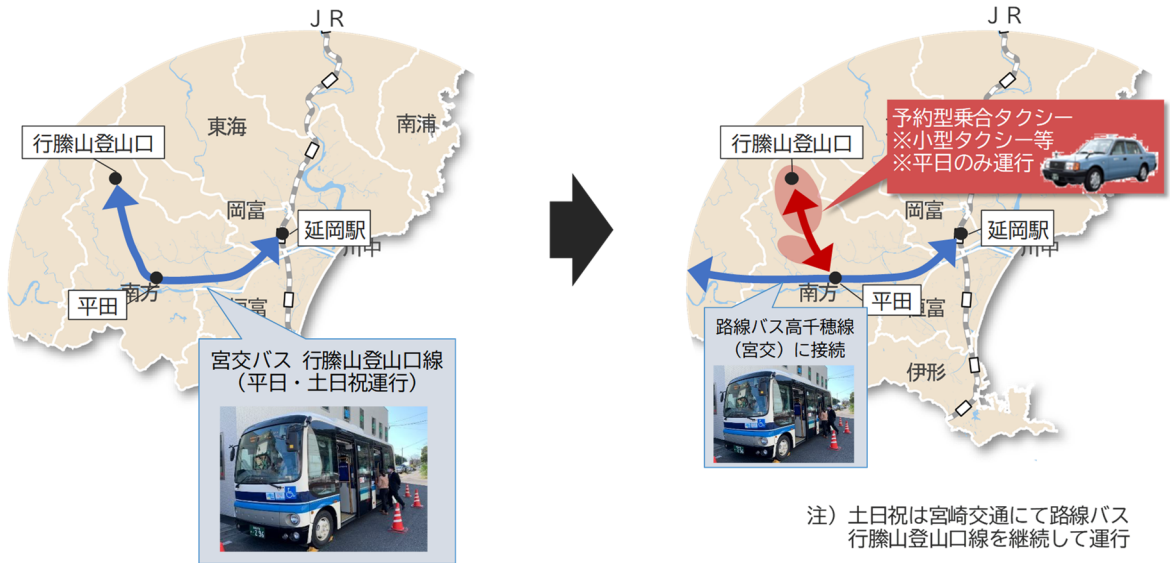 ＪＲ
東海
南浦
行縢山登山口
岡富
延岡駅
川中
南方
平田
恒富
宮交バス 行縢山登山口線
（平日・土日祝運行）
ＪＲ
予約型乗合タクシー
※小型タクシー等
※平日のみ運行
行縢山登山口
岡富
延岡駅
川中
南方
平田
恒富
路線バス高千穂線
（宮交）に接続
伊形
注）土日祝は宮崎交通にて路線バス
行縢山登山口線を継続して運行